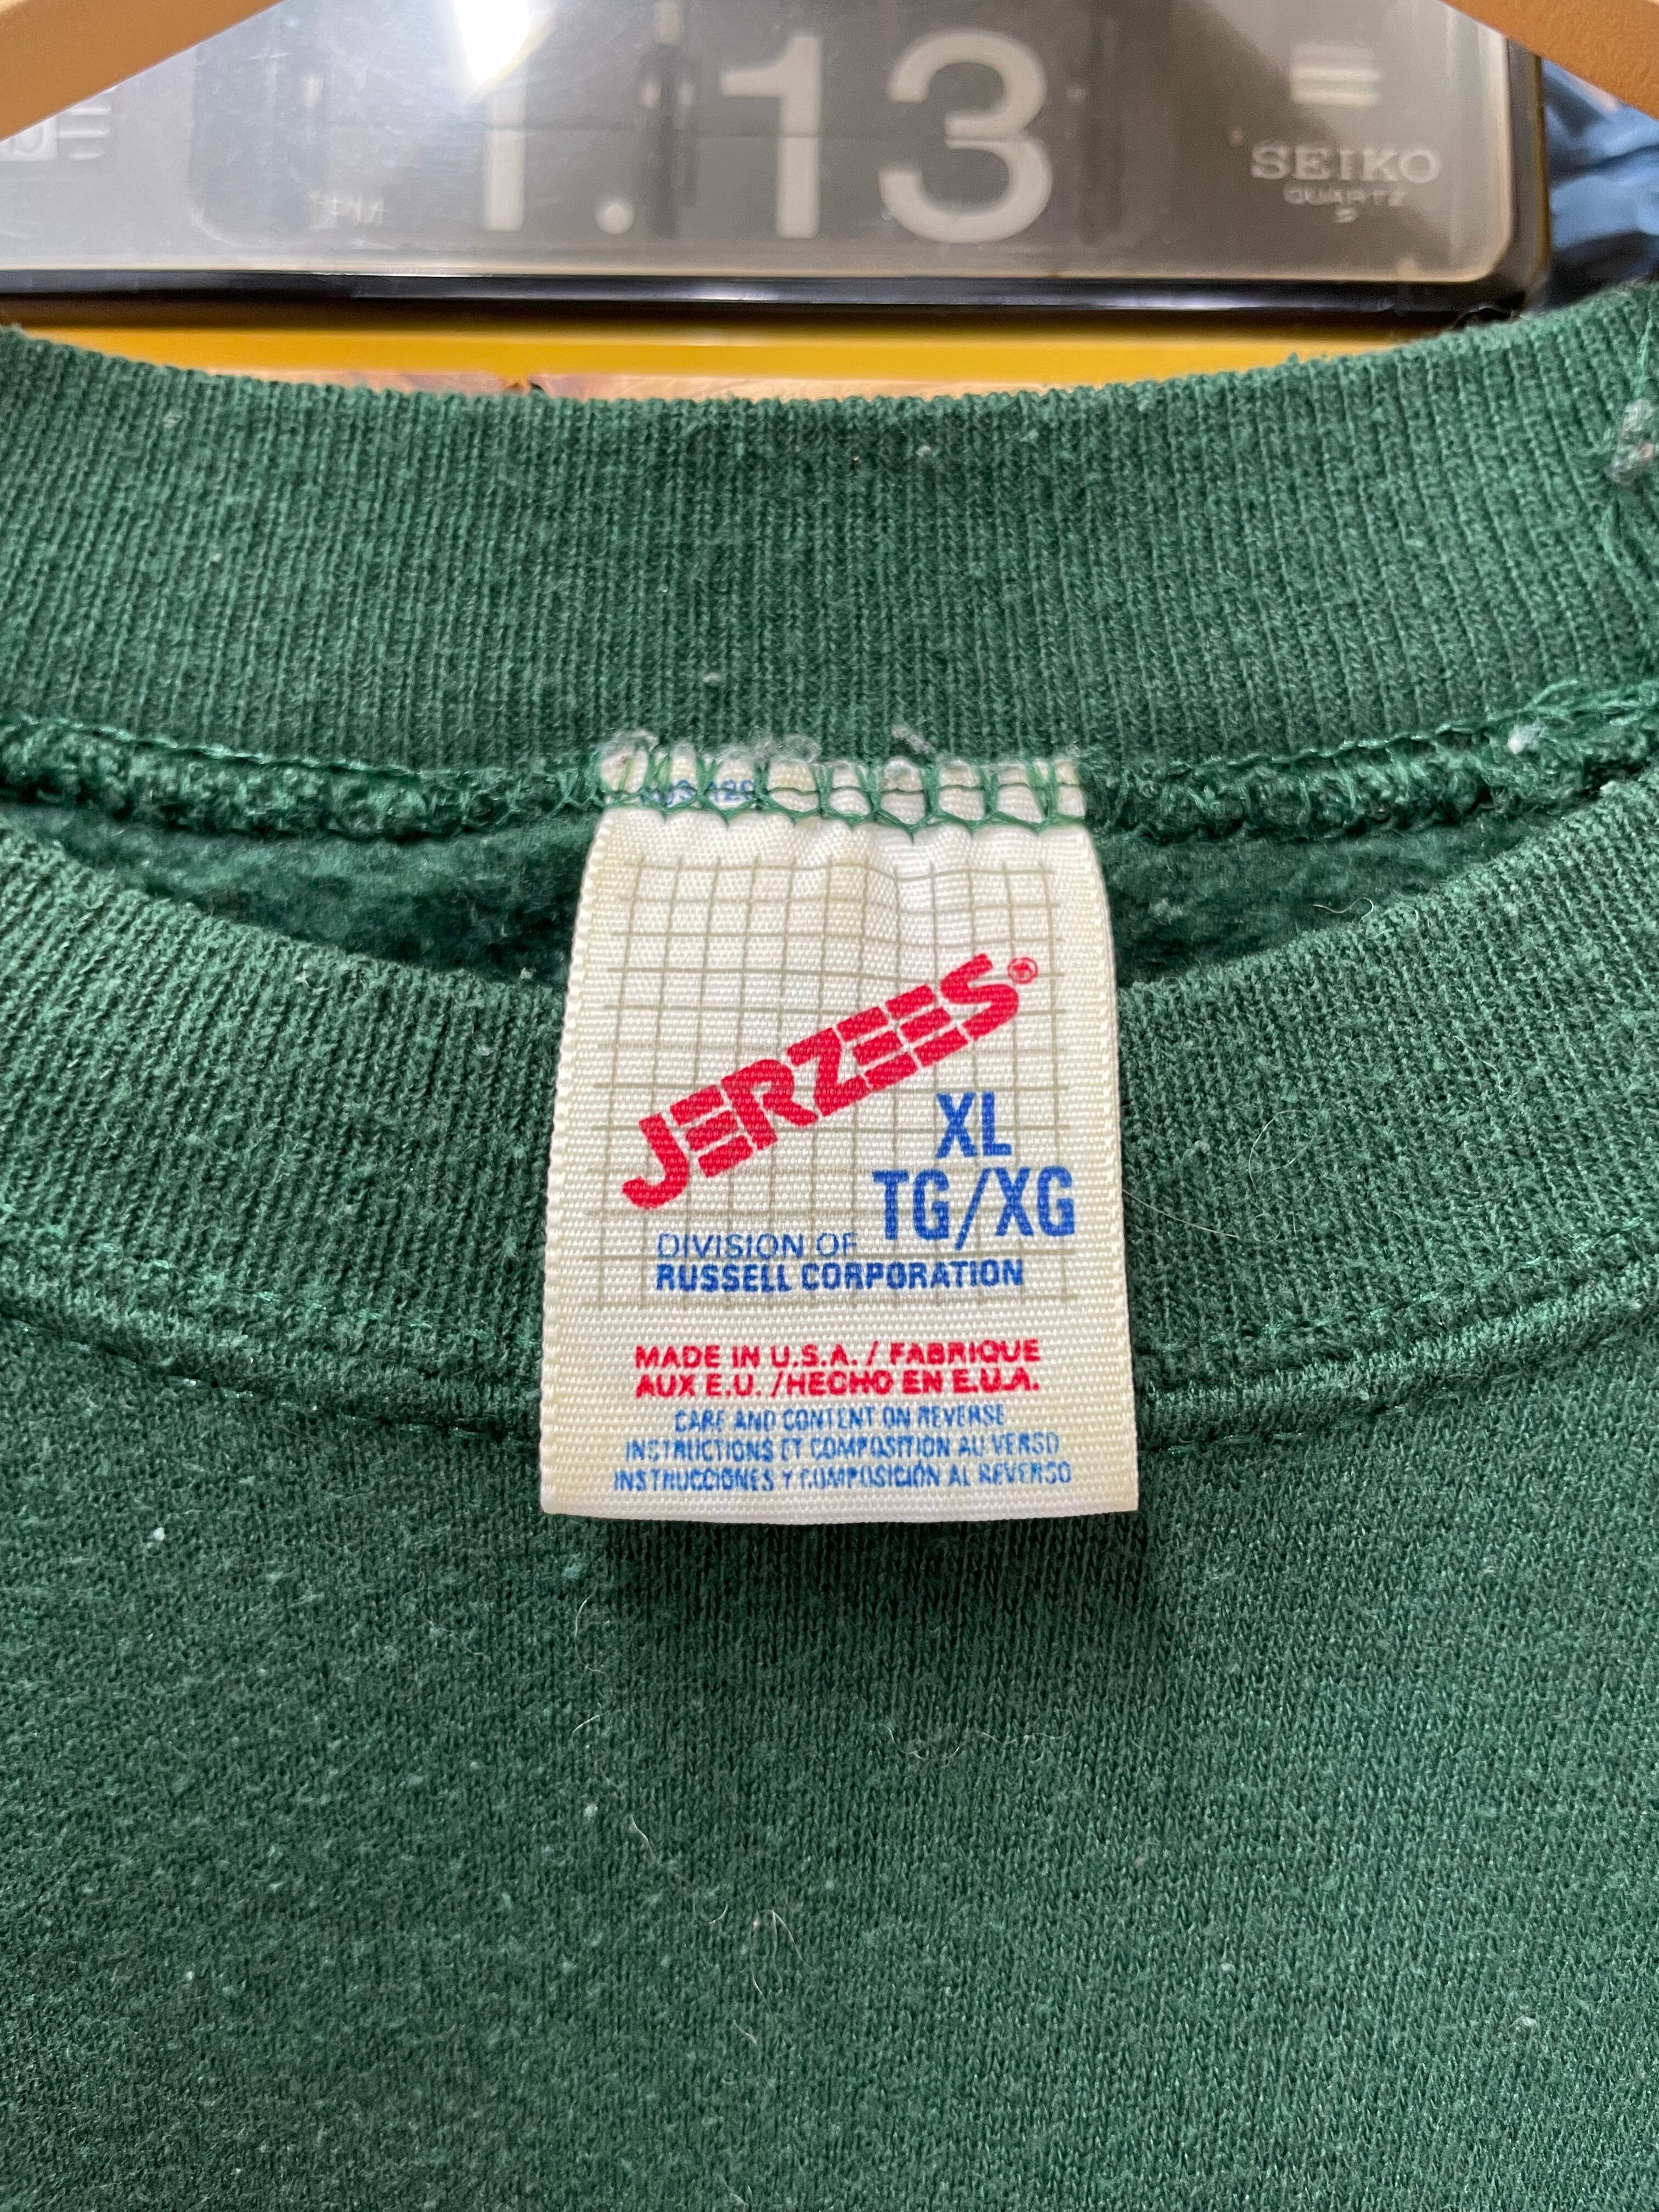 1.13
PM
SEIKO
QUARTZ
JERZEES®
XL
TG/XG
DIVISION OF
RUSSELL CORPORATION
MADE IN U.S.A. / FABRIQUE
AUX E.U. /HECHO EN E.U.A.
CARE AND CONTENT ON REVERSE
INSTRUCTIONS ET COMPOSITION AU VERSO
INSTRUCCIONES Y COMPOSICIÓN AL REVERSO